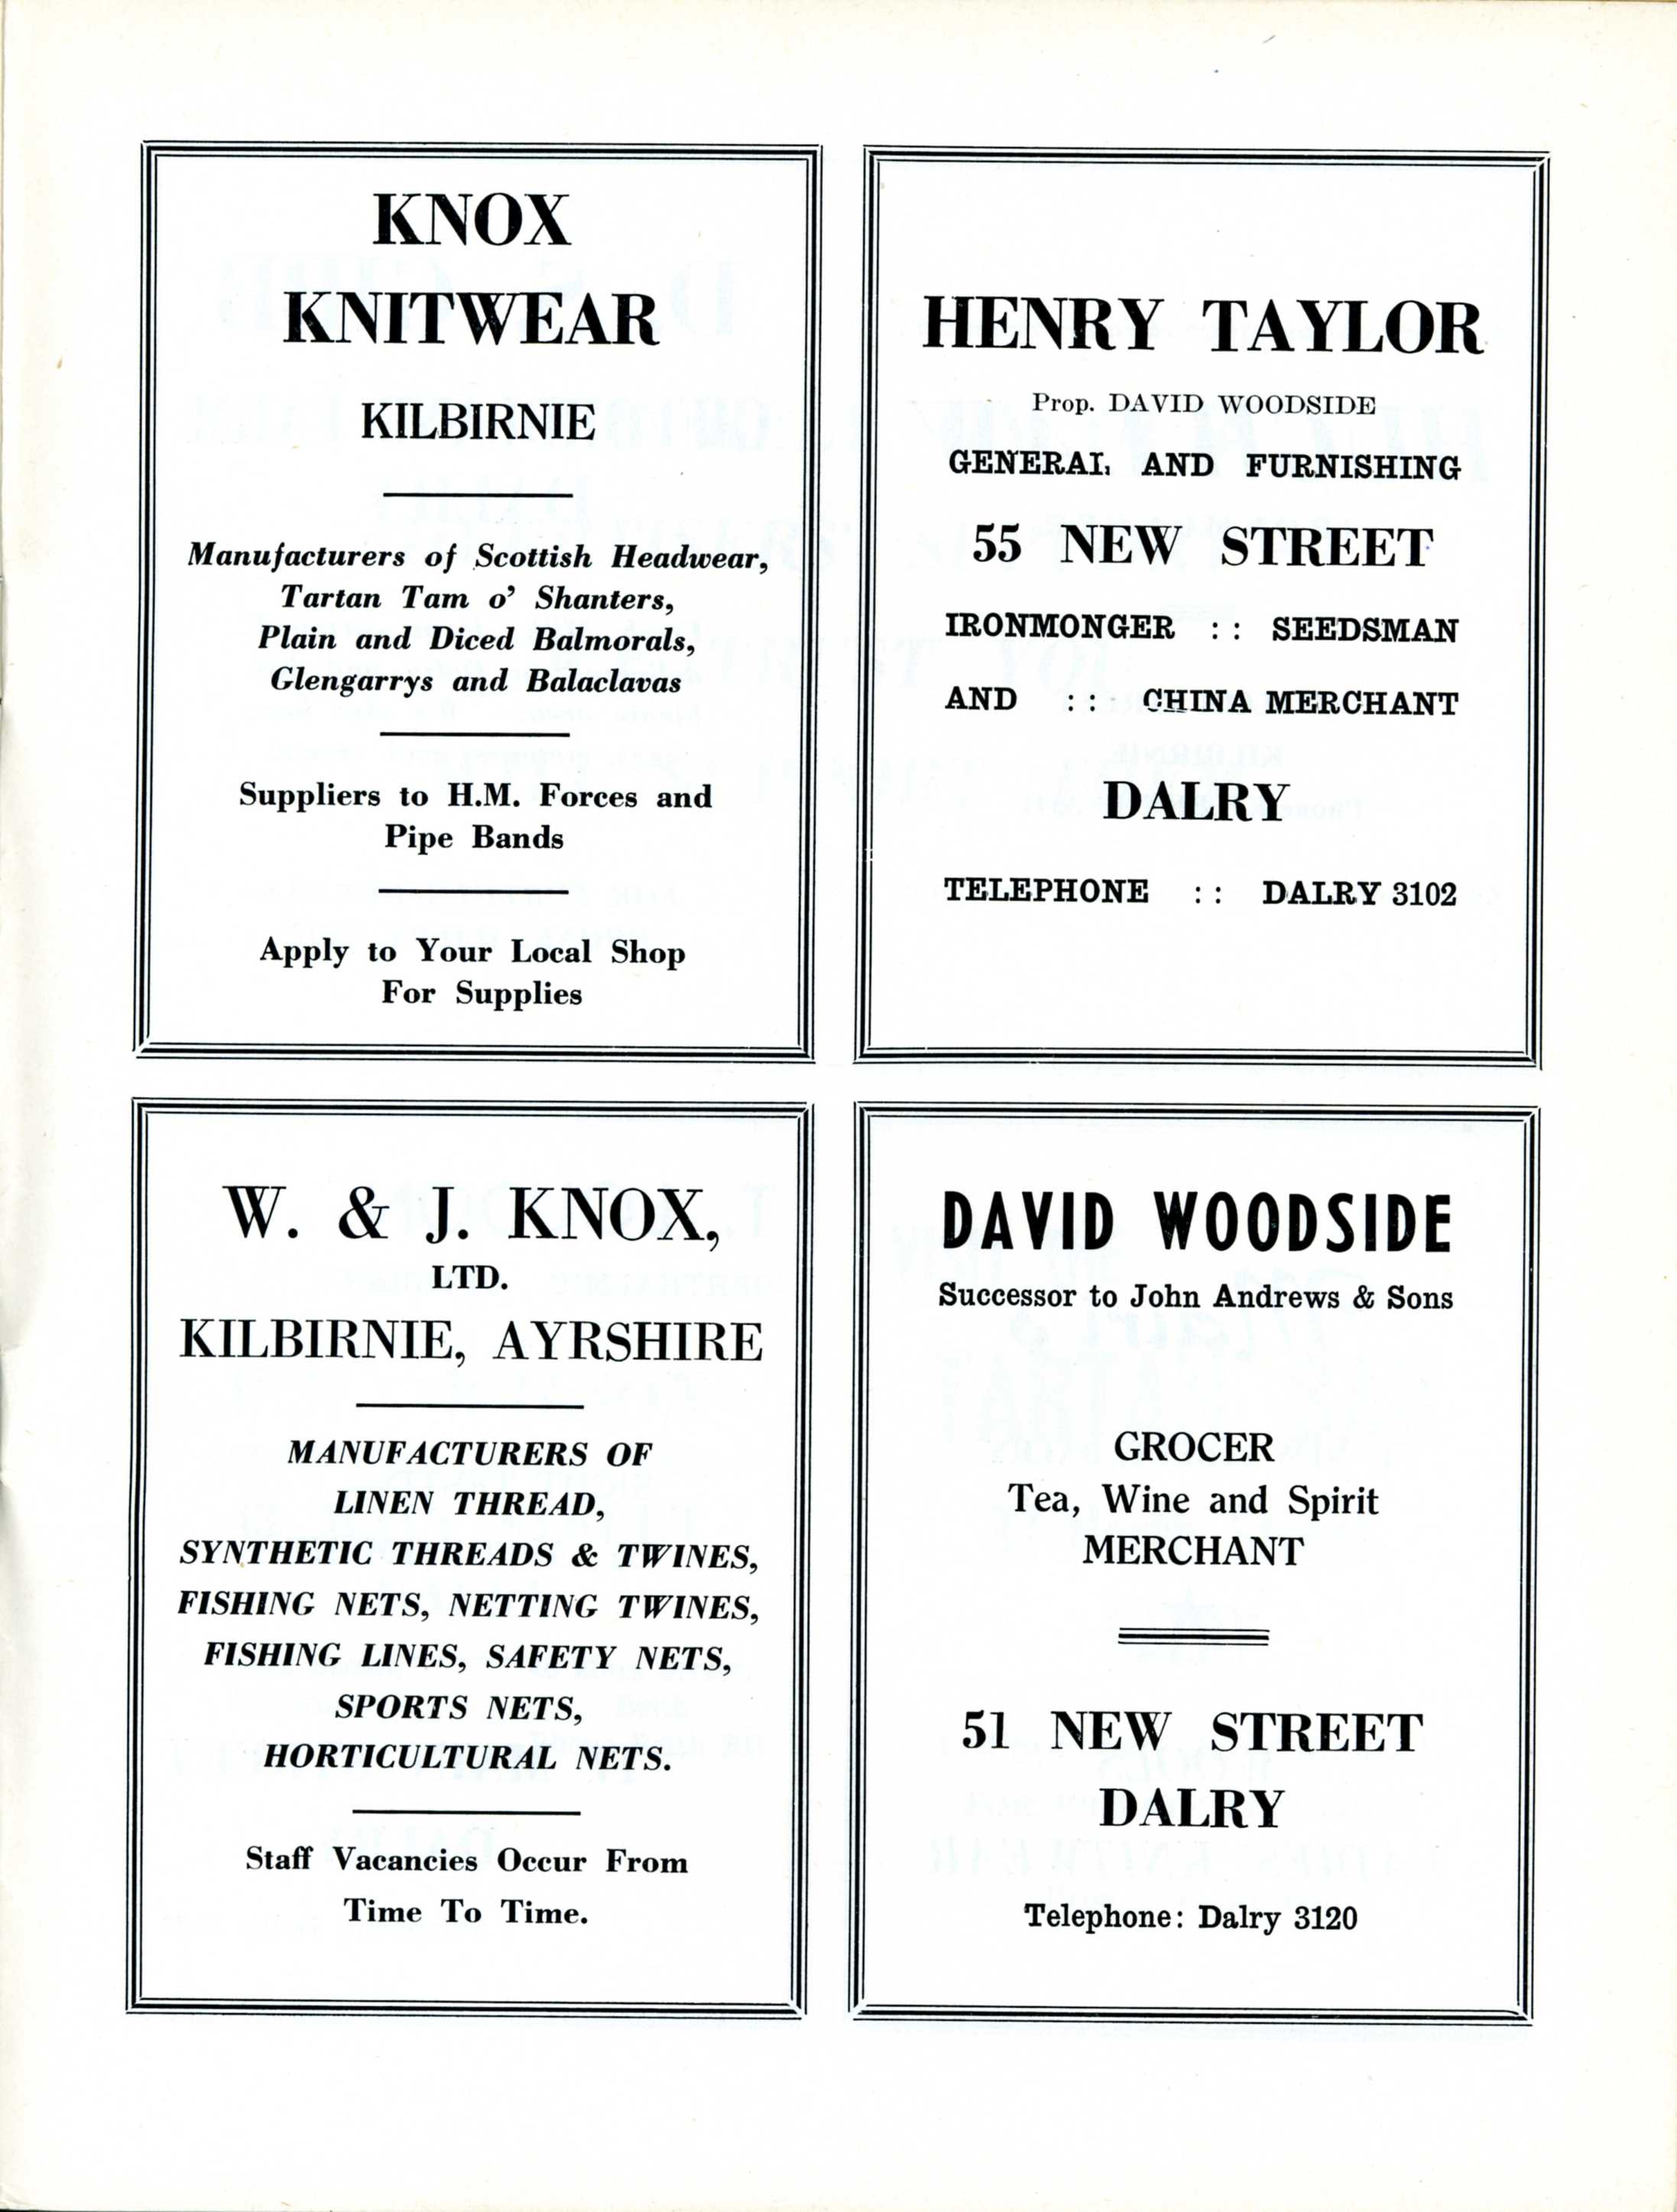 KNOX
KNITWEAR
KILBIRNIE
Manufacturers of Scottish Headwear,
Tartan Tam o' Shanters,
Plain and Diced Balmorals,
Glengarrys and Balaclavas
Suppliers to H.M. Forces and
Pipe Bands
Apply to Your Local Shop
For Supplies
HENRY TAYLOR
Prop. DAVID WOODSIDE
GENERAL AND FURNISHING
55 NEW STREET
IRONMONGER :: SEEDSMAN
AND :: CHINA MERCHANT
DALRY
TELEPHONE :: DALRY 3102
W. & J. KNOX,
LTD.
KILBIRNIE, AYRSHIRE
MANUFACTURERS OF
LINEN THREAD,
SYNTHETIC THREADS & TWINES,
FISHING NETS, NETTING TWINES,
FISHING LINES, SAFETY NETS,
SPORTS NETS,
HORTICULTURAL NETS.
Staff Vacancies Occur From
Time To Time.
DAVID WOODSIDE
Successor to John Andrews & Sons
GROCER
Tea, Wine and Spirit
MERCHANT
51 NEW STREET
DALRY
Telephone: Dalry 3120